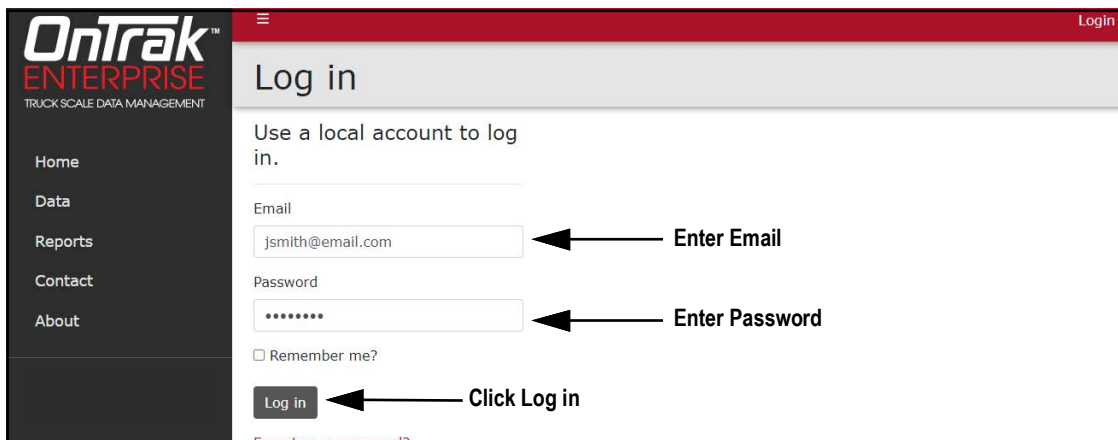 OnTrak™
ENTERPRISE
TRUCK SCALE DATA MANAGEMENT
Home
Data
Reports
Contact
About
Login
Log in
Use a local account to log
in.
Email
jsmith@email.com
Enter Email
Password
••••••••
Enter Password
Remember me?
Log in
Click Log in